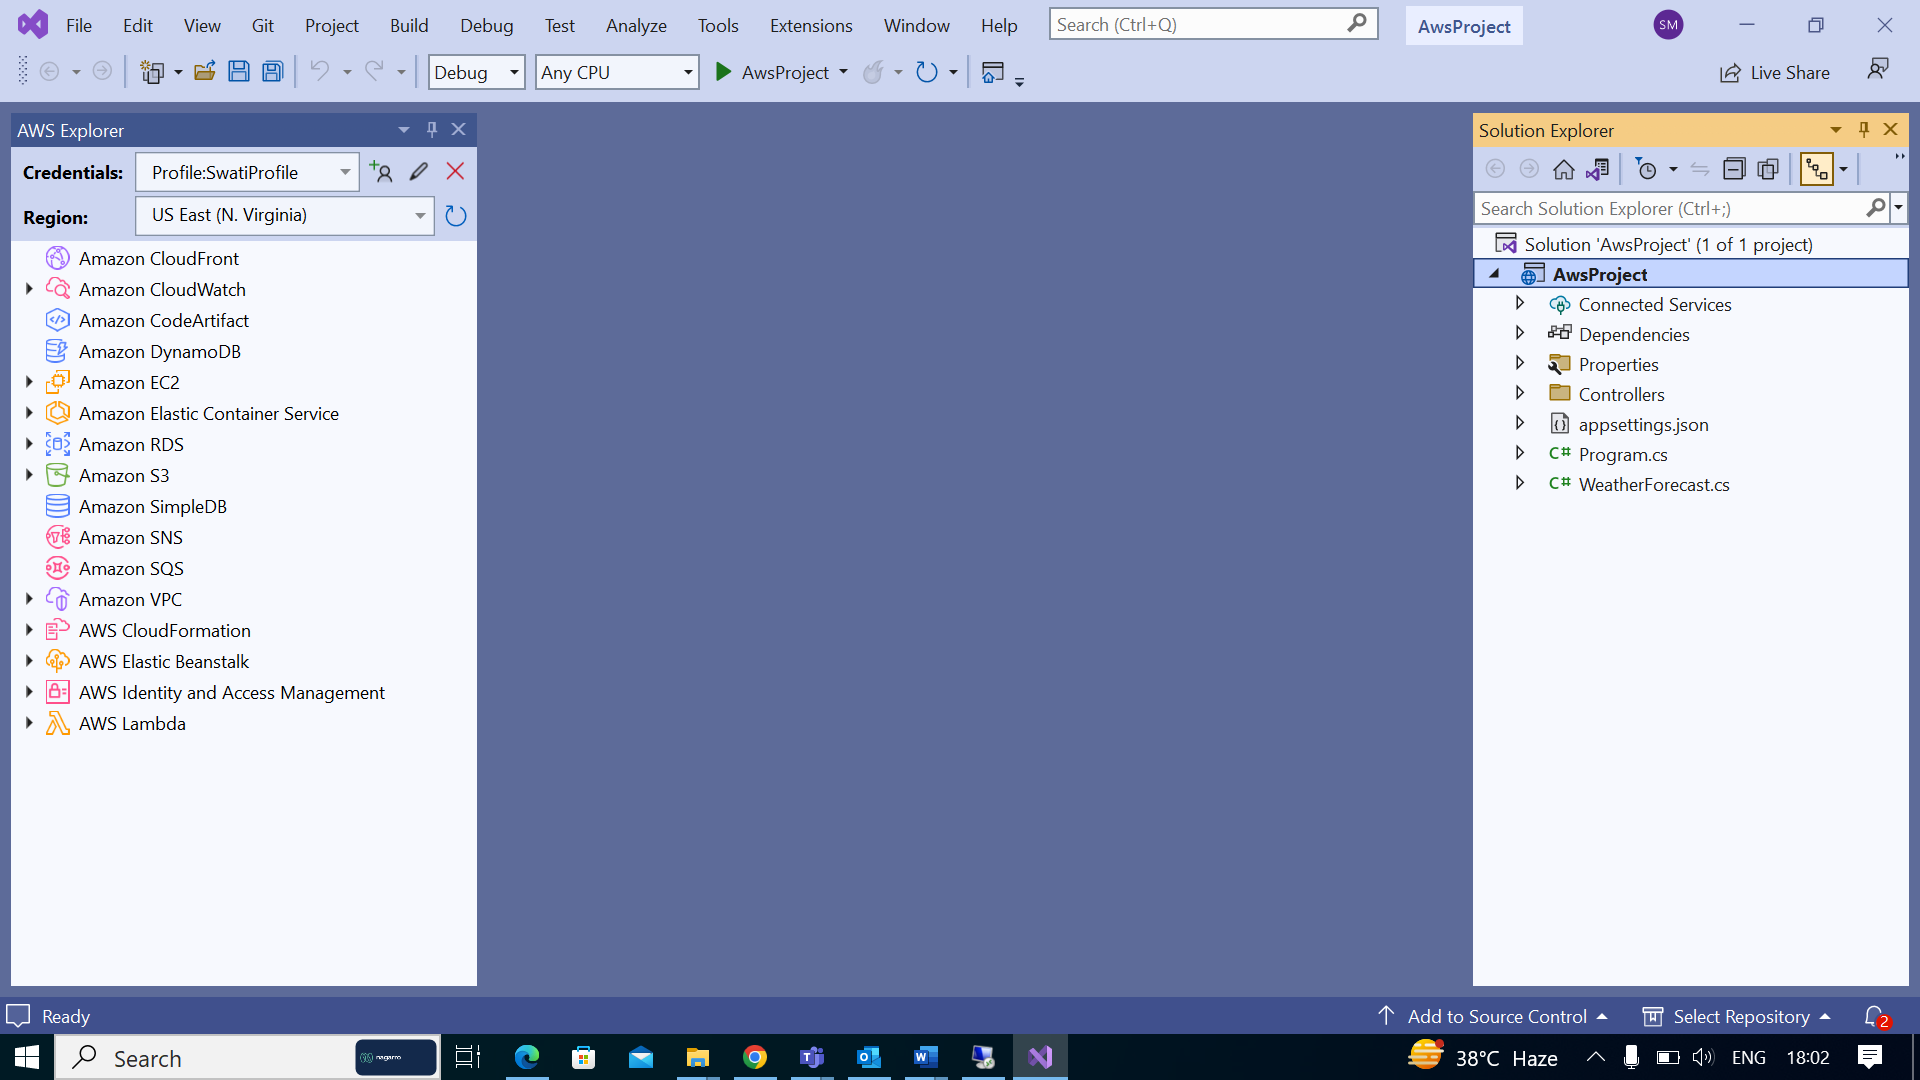 File Edit View Git Project Build Debug Test Analyze Tools Extensions Window Help Search (Ctrl+Q) AwsProject SM
Debug Any CPU AwsProject Live Share
AWS Explorer
Credentials: Profile:SwatiProfile
Region: US East (N. Virginia)
Amazon CloudFront
Amazon CloudWatch
Amazon CodeArtifact
Amazon DynamoDB
Amazon EC2
Amazon Elastic Container Service
Amazon RDS
Amazon S3
Amazon SimpleDB
Amazon SNS
Amazon SQS
Amazon VPC
AWS CloudFormation
AWS Elastic Beanstalk
AWS Identity and Access Management
AWS Lambda
Solution Explorer
Search Solution Explorer (Ctrl+;)
Solution 'AwsProject' (1 of 1 project)
AwsProject
Connected Services
Dependencies
Properties
Controllers
appsettings.json
C# Program.cs
C# WeatherForecast.cs
Ready Add to Source Control Select Repository 2
Search nagarro 38°C Haze ENG 18:02